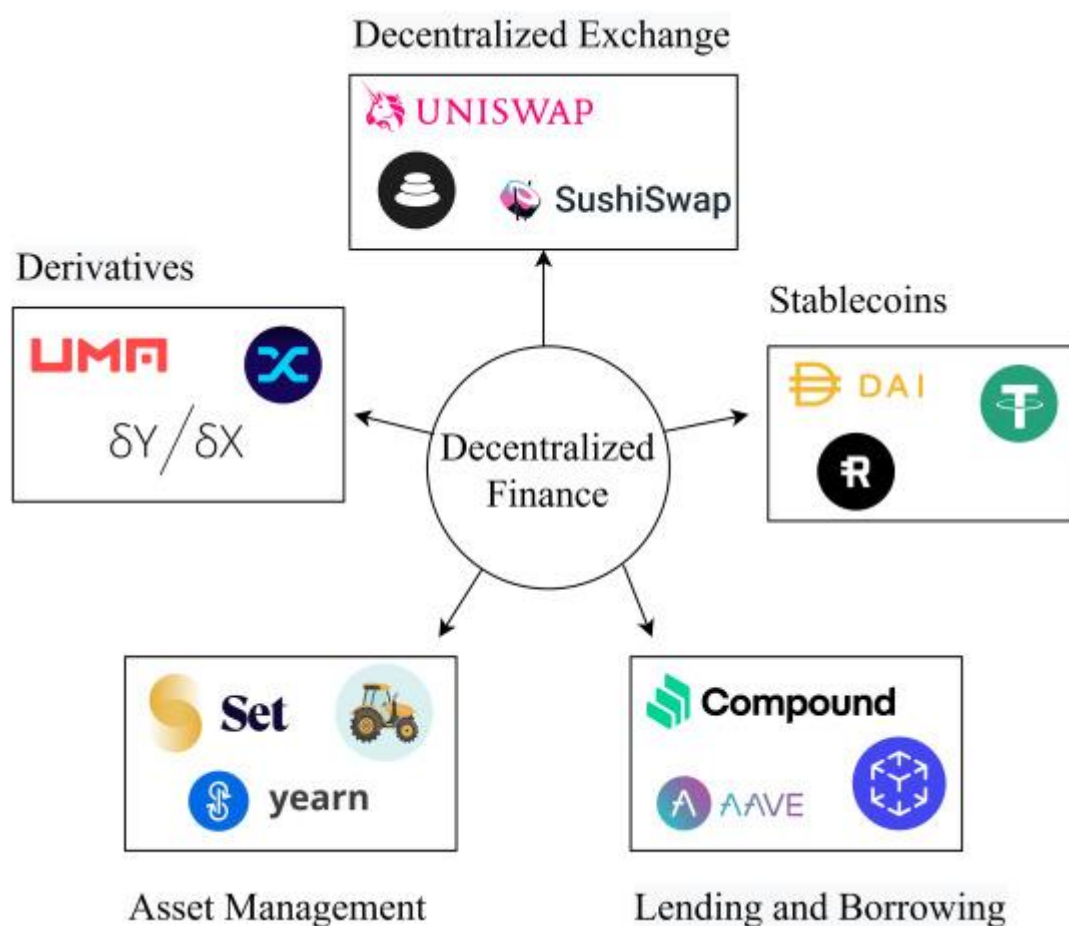 Decentralized Exchange
UNISWAP
SushiSwap
Derivatives
UMA
δY/δX
Stablecoins
DAI
Decentralized
Finance
Set
yearn
Asset Management
Compound
AAVE
Lending and Borrowing